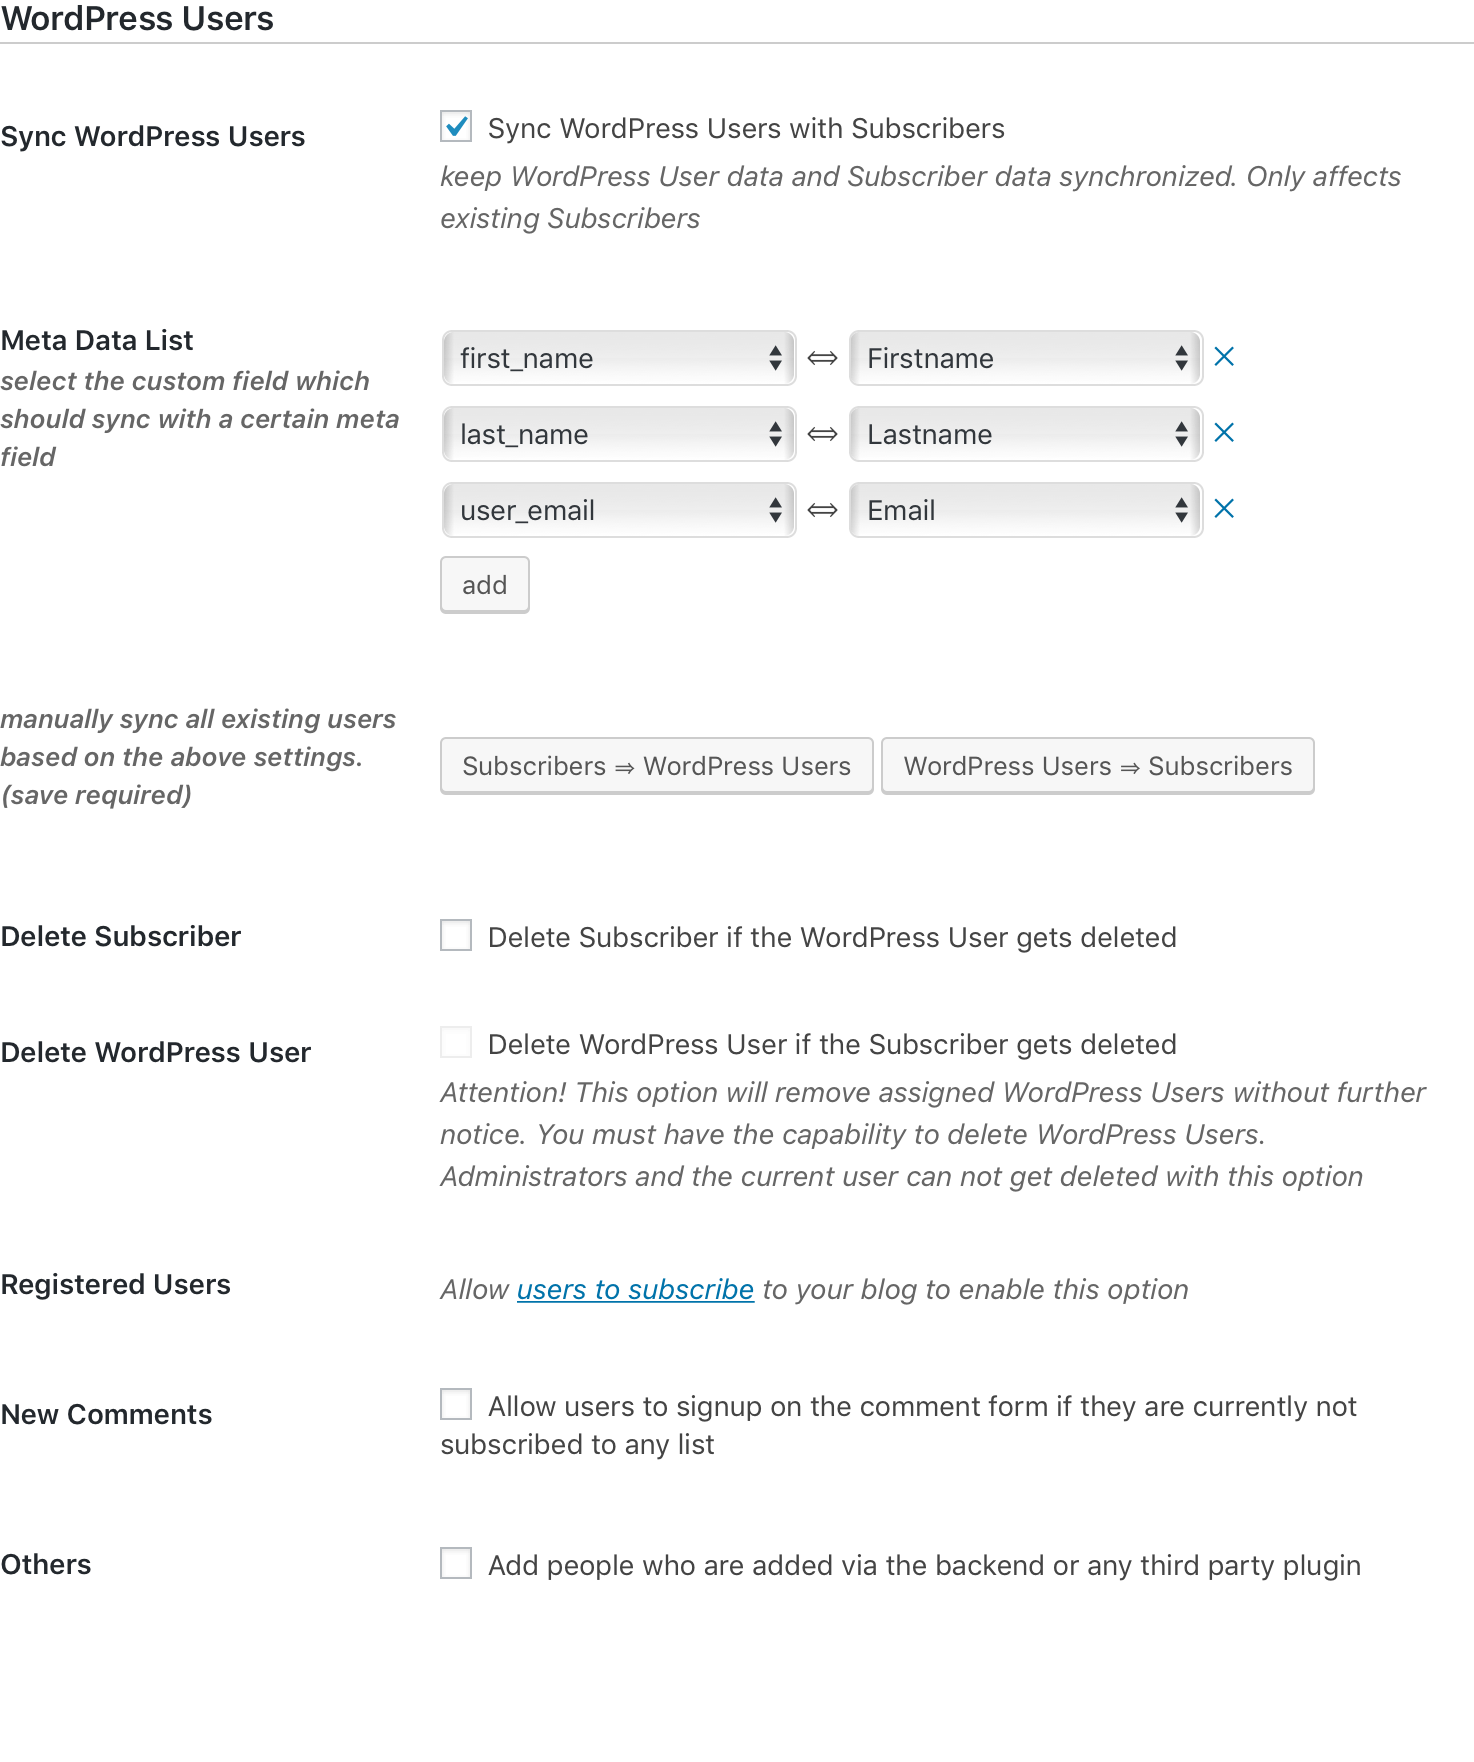 WordPress Users
Sync WordPress Users
Sync WordPress Users with Subscribers
keep WordPress User data and Subscriber data synchronized. Only affects
existing Subscribers
Meta Data List
select the custom field which
should sync with a certain meta
field
first_name ⟺ Firstname
last_name ⟺ Lastname
user_email ⟺ Email
add
manually sync all existing users
based on the above settings.
(save required)
Subscribers ⇒ WordPress Users
WordPress Users ⇒ Subscribers
Delete Subscriber
Delete Subscriber if the WordPress User gets deleted
Delete WordPress User
Delete WordPress User if the Subscriber gets deleted
Attention! This option will remove assigned WordPress Users without further
notice. You must have the capability to delete WordPress Users.
Administrators and the current user can not get deleted with this option
Registered Users
Allow users to subscribe to your blog to enable this option
New Comments
Allow users to signup on the comment form if they are currently not
subscribed to any list
Others
Add people who are added via the backend or any third party plugin